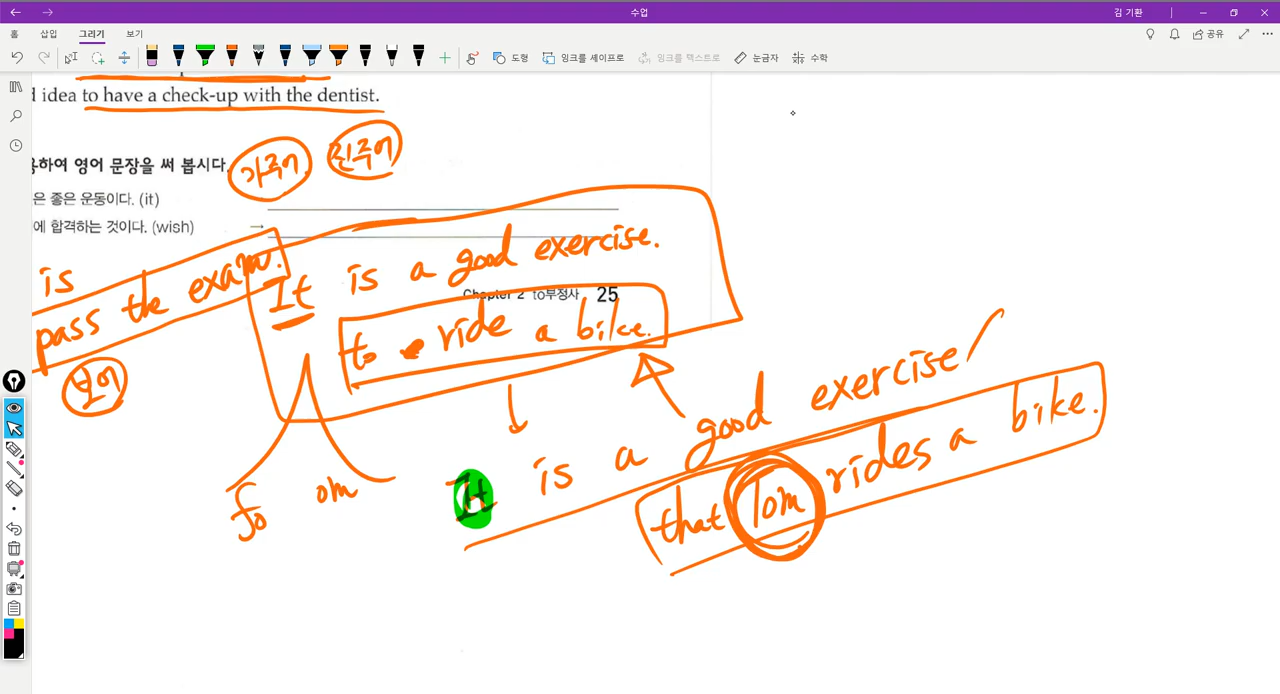 수업
김 기환
홈 삽입 그리기 보기
도형 잉크를 셰이프로 잉크를 텍스트로 눈금자 수학
공유
d idea to have a check-up with the dentist.
용하여 영어 문장을 써 봅시다.
가주어 진주어
은 좋은 운동이다. (it)
에 합격하는 것이다. (wish) →
is
pass the exam.
보어
It is a good exercise.
Chapter 2 to부정사 25
to ride a bike.
fo om
It is a good exercise
that Tom rides a bike.